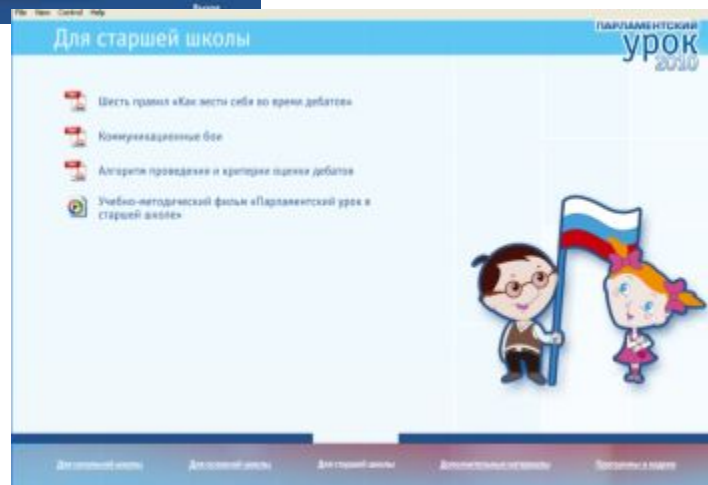 Выход
File View Control Help
ПАРЛАМЕНТСКИЙ
урок
2010
Для старшей школы
Шесть правил «Как вести себя во время дебатов»
Коммуникационные бои
Алгоритм проведения и критерии оценки дебатов
Учебно-методический фильм «Парламентский урок в
старшей школе»
Для начальной школы Для основной школы Для старшей школы Дополнительные материалы Программы и кодеки